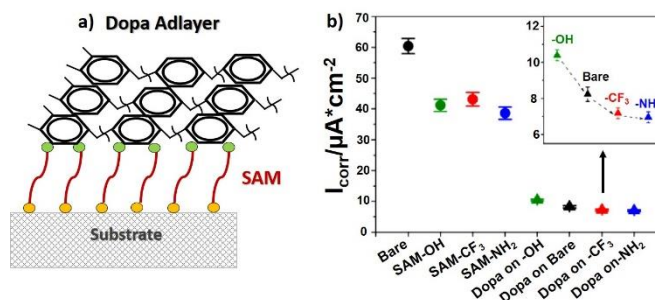 a) Dopa Adlayer
SAM
Substrate
b)
I_corr/µA*cm⁻²
70
60
50
40
30
20
10
0
Bare
SAM-OH
SAM-CF₃
SAM-NH₂
Dopa on -OH
Dopa on Bare
Dopa on -CF₃
Dopa on-NH₂
10
8
6
-OH
Bare
-CF₃
-NH